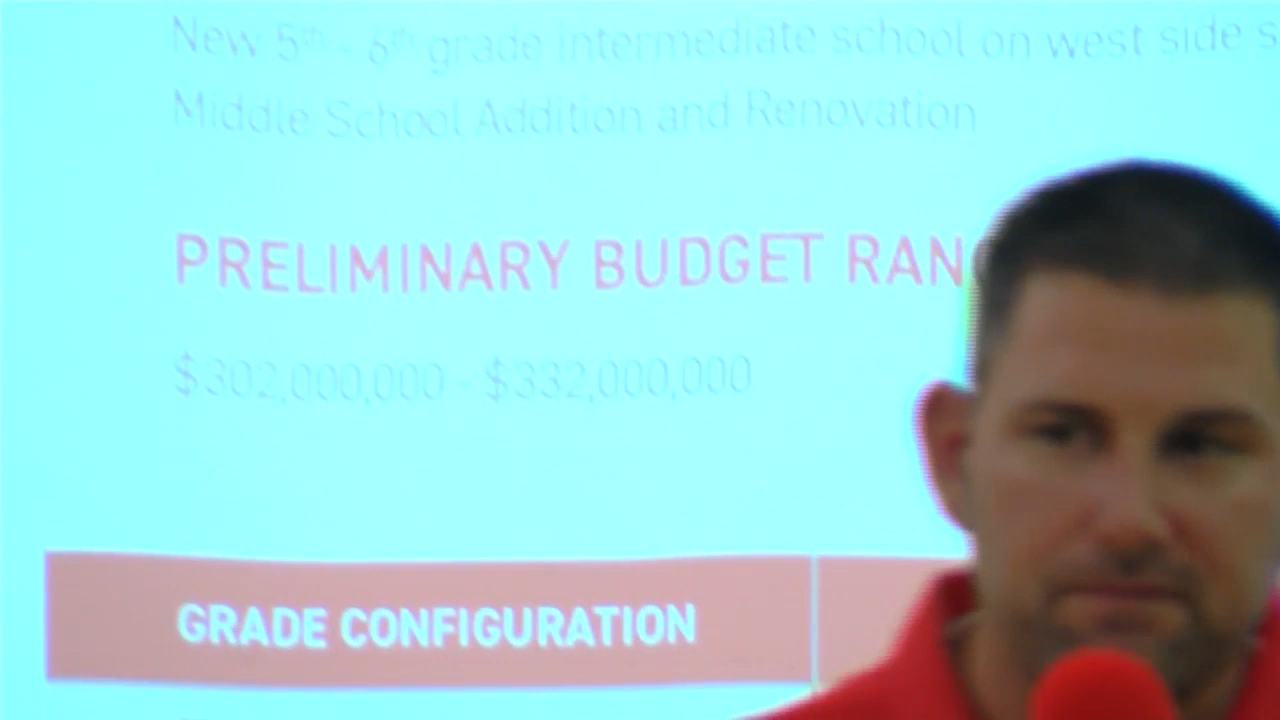 New 5th - 6th grade intermediate school on west side s
Middle School Addition and Renovation
PRELIMINARY BUDGET RANG
$302,000,000 - $332,000,000
GRADE CONFIGURATION